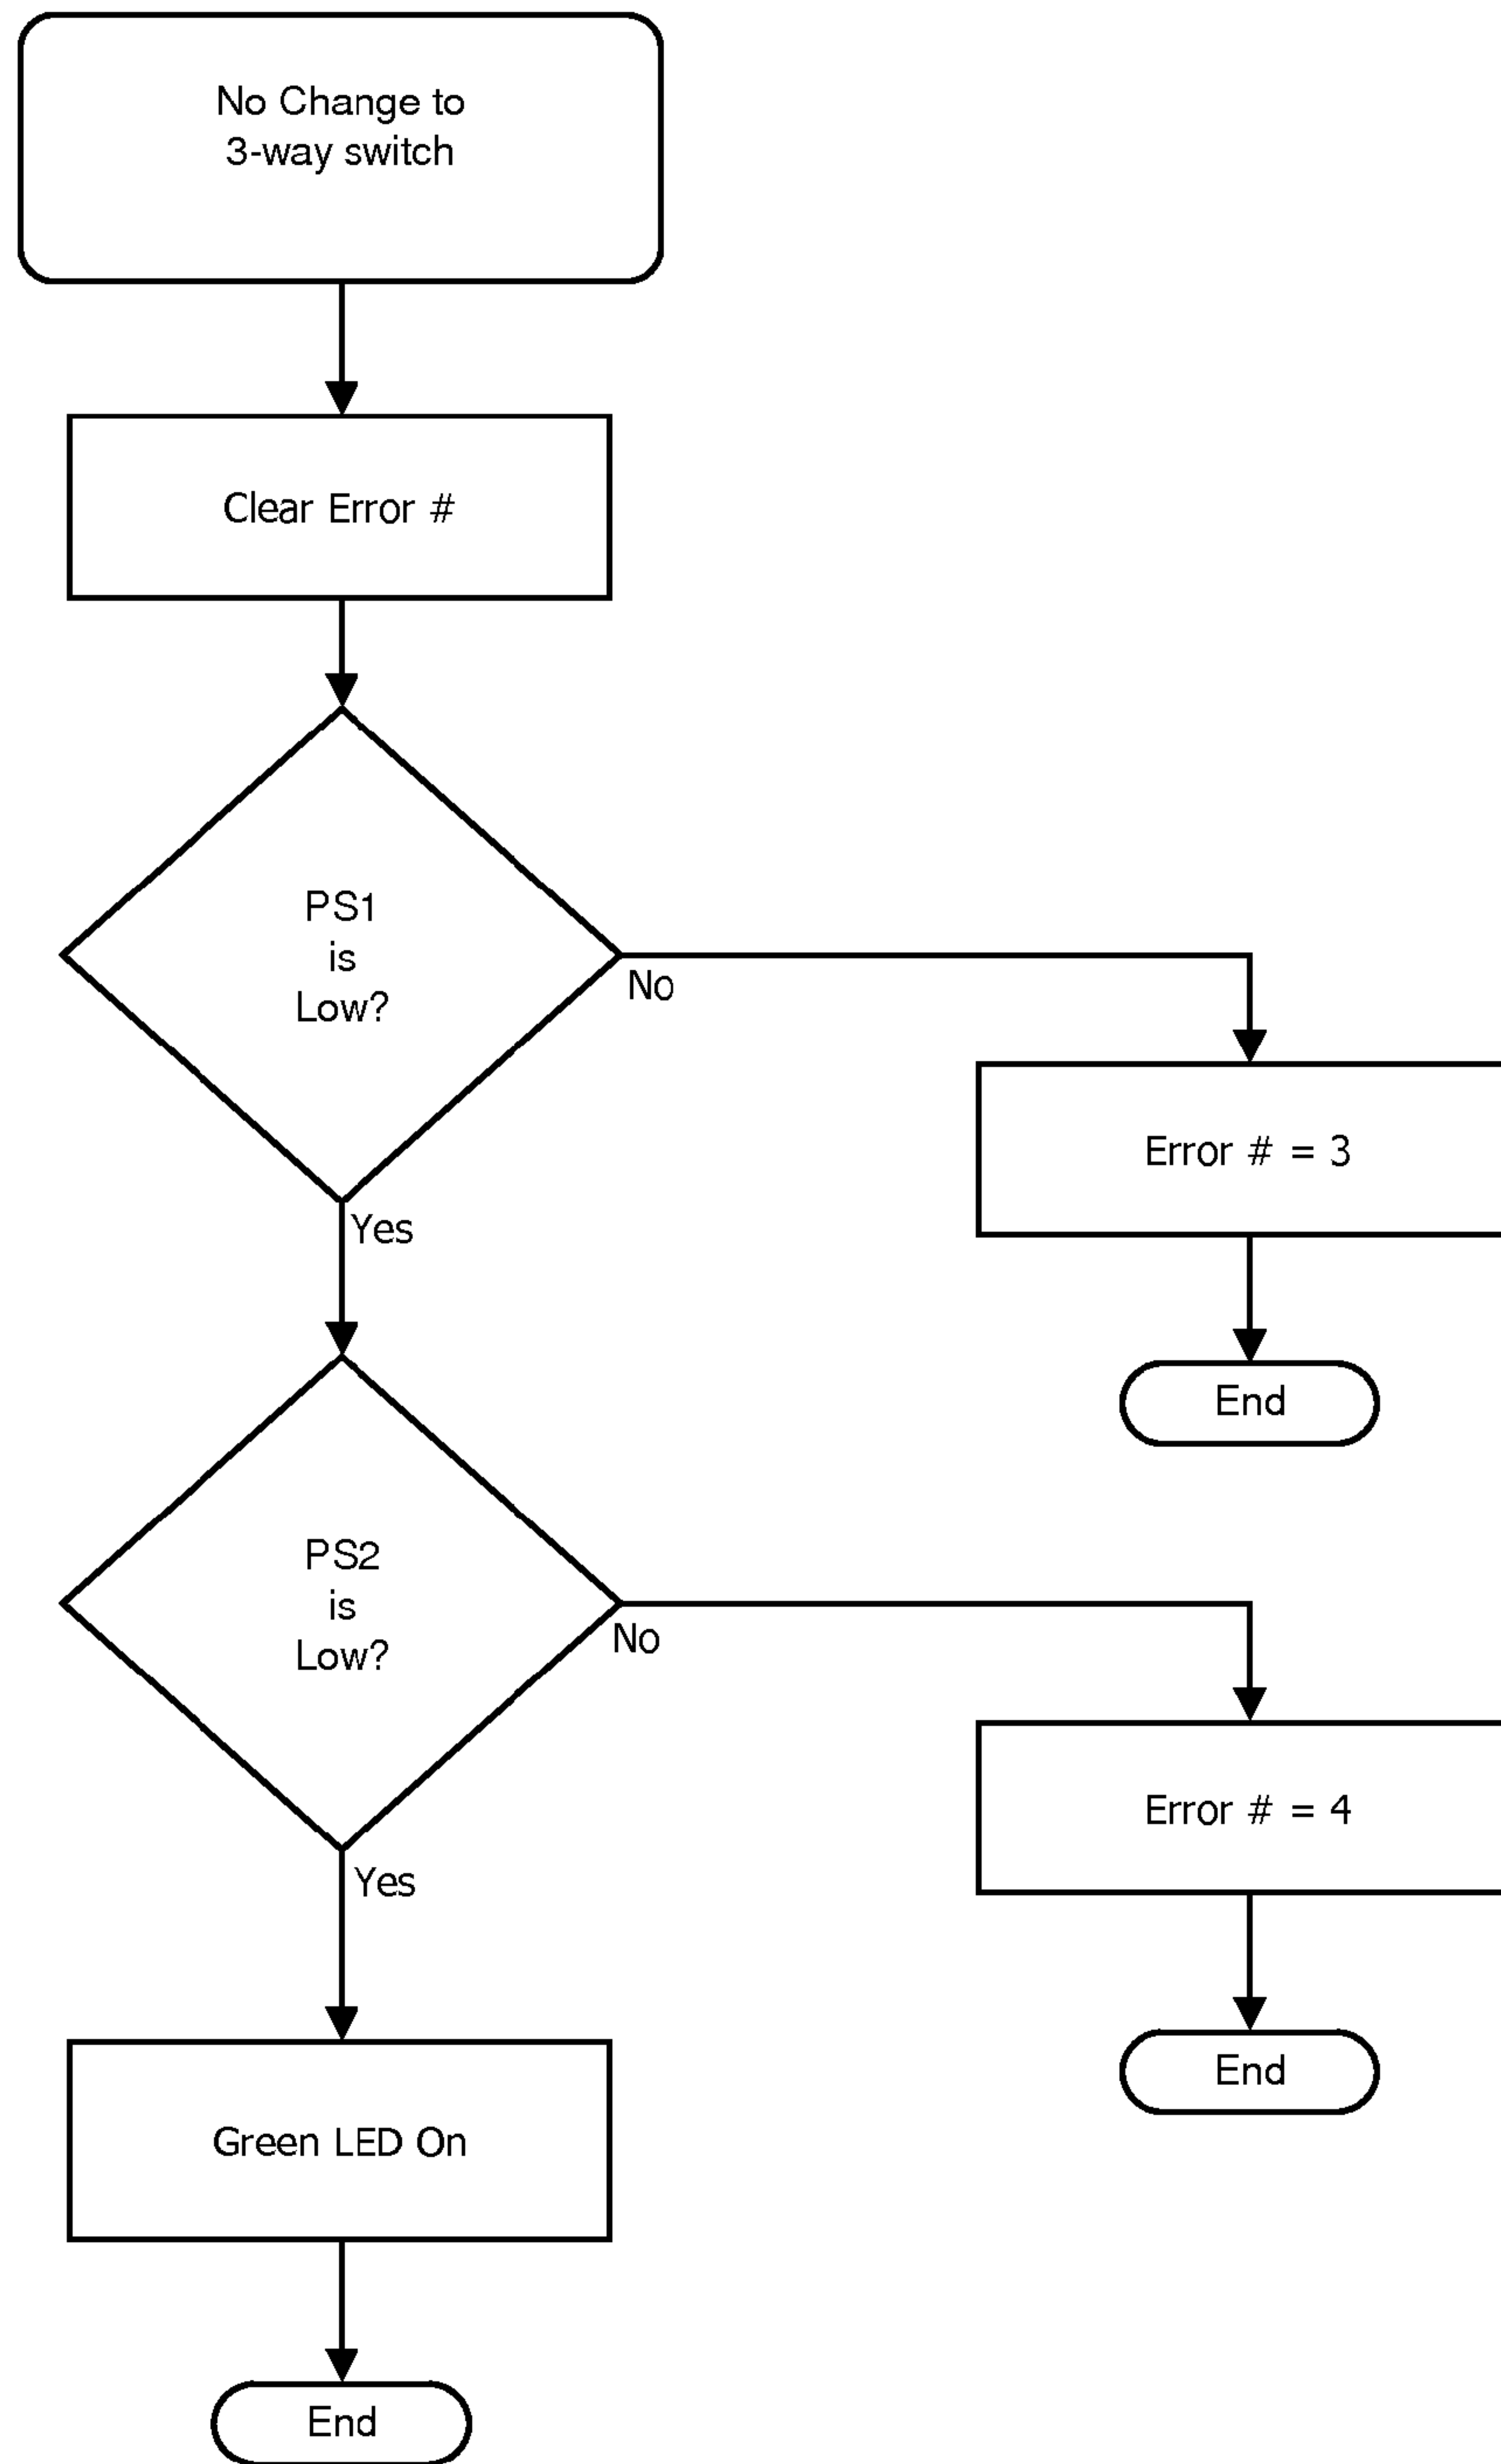 No Change to
3-way switch
Clear Error #
PS1
is
Low?
No
Error # = 3
Yes
End
PS2
is
Low?
No
Error # = 4
Yes
End
Green LED On
End